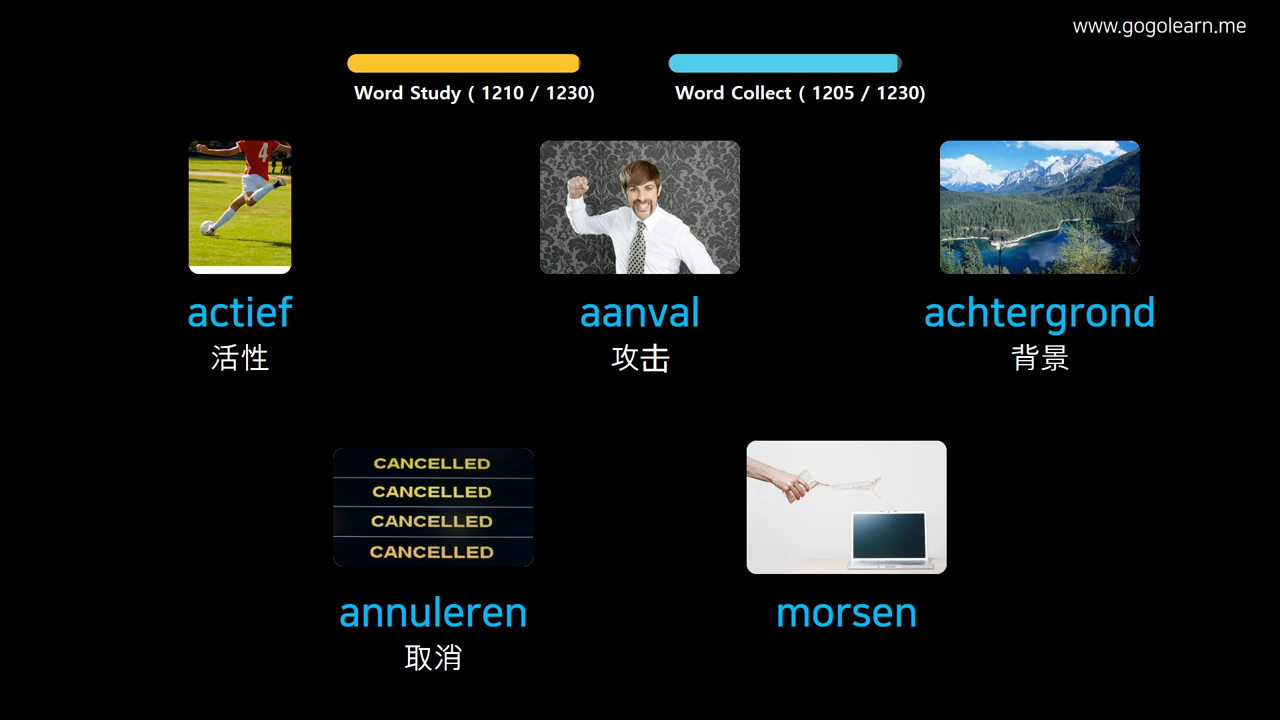 www.gogolearn.me
Word Study ( 1210 / 1230)
Word Collect ( 1205 / 1230)
4
actief
活性
aanval
攻击
achtergrond
背景
CANCELLED
CANCELLED
CANCELLED
CANCELLED
annuleren
取消
morsen